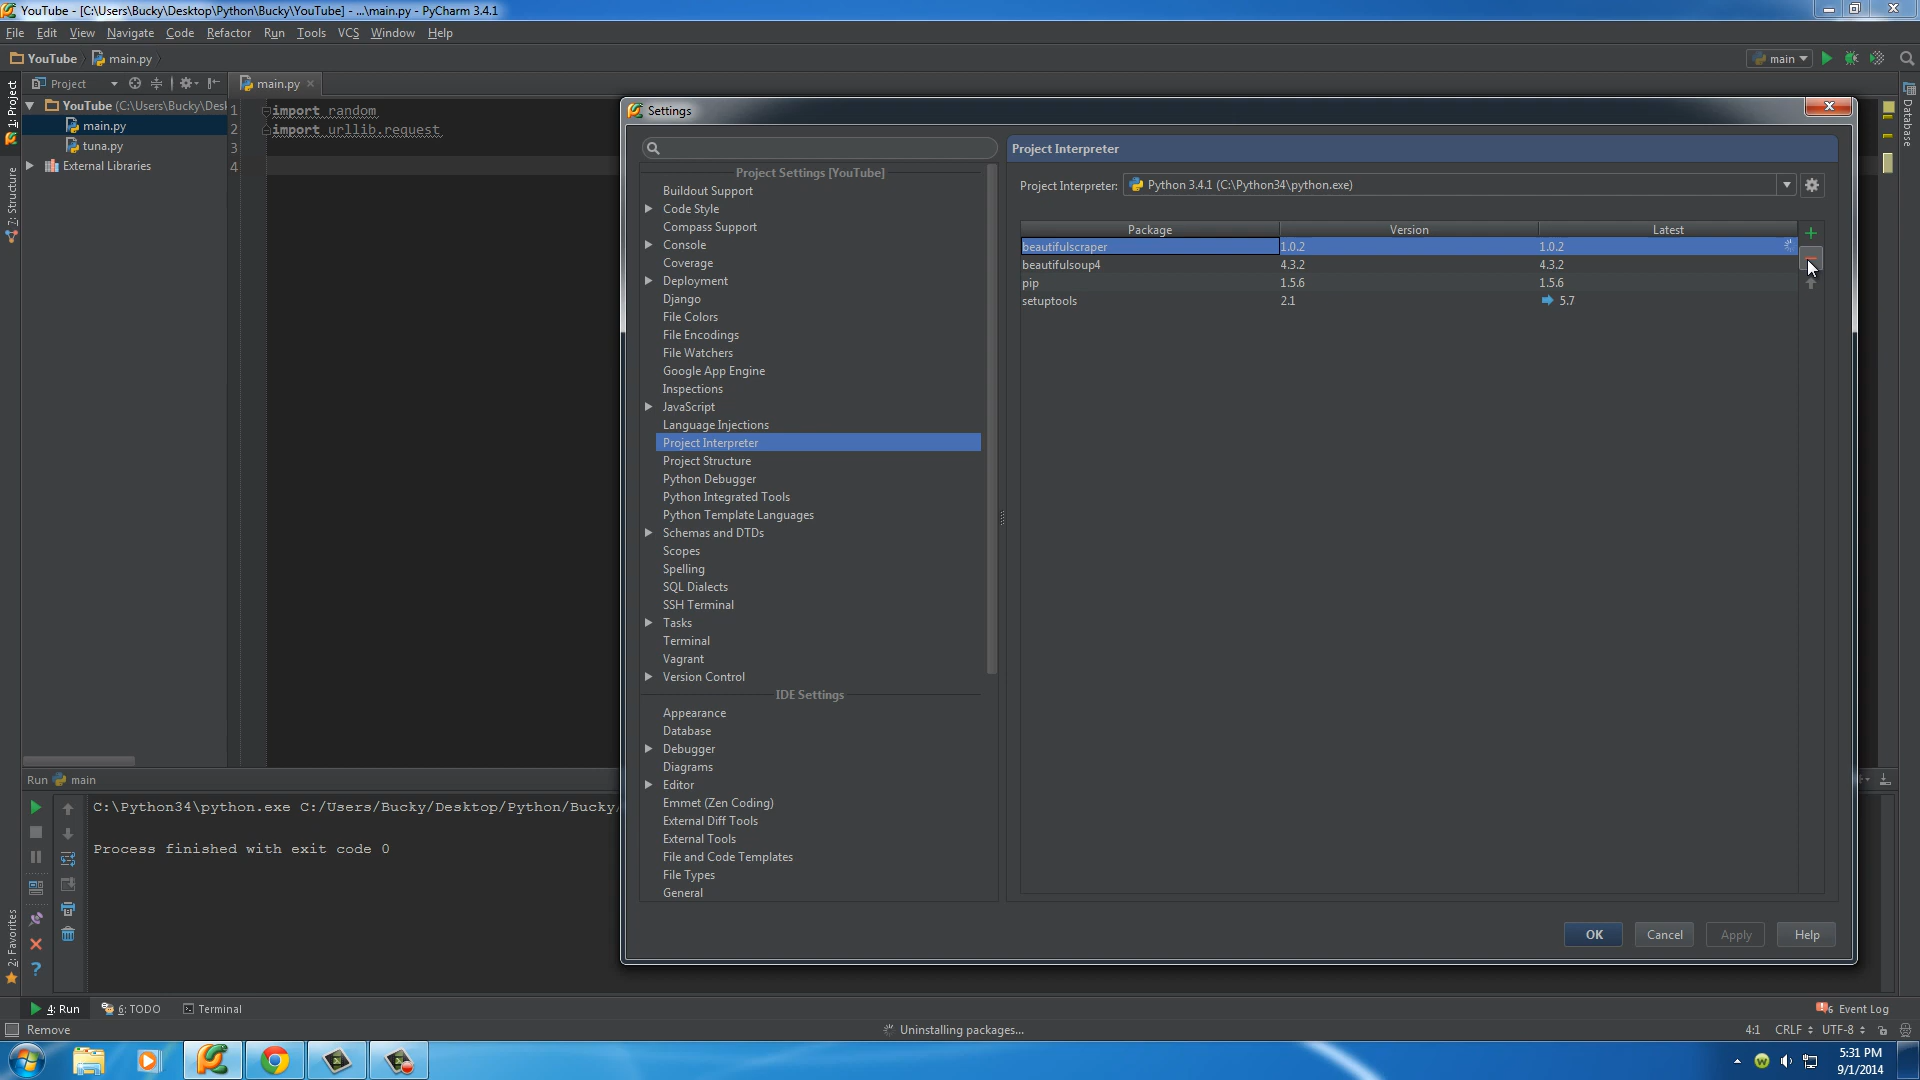 YouTube - [C:\Users\Bucky\Desktop\Python\Bucky\YouTube] - ...\main.py - PyCharm 3.4.1
File Edit View Navigate Code Refactor Run Tools VCS Window Help
YouTube main.py
main
1: Project
7: Structure
2: Favorites
Project
YouTube (C:\Users\Bucky\Desl
main.py
tuna.py
External Libraries
main.py
1 import random
2 import urllib.request
3
4
Database
Settings
Project Settings [YouTube]
Buildout Support
Code Style
Compass Support
Console
Coverage
Deployment
Django
File Colors
File Encodings
File Watchers
Google App Engine
Inspections
JavaScript
Language Injections
Project Interpreter
Project Structure
Python Debugger
Python Integrated Tools
Python Template Languages
Schemas and DTDs
Scopes
Spelling
SQL Dialects
SSH Terminal
Tasks
Terminal
Vagrant
Version Control
IDE Settings
Appearance
Database
Debugger
Diagrams
Editor
Emmet (Zen Coding)
External Diff Tools
External Tools
File and Code Templates
File Types
General
Project Interpreter
Project Interpreter: Python 3.4.1 (C:\Python34\python.exe)
Package Version Latest
beautifulscraper 1.0.2 1.0.2
beautifulsoup4 4.3.2 4.3.2
pip 1.5.6 1.5.6
setuptools 2.1 5.7
OK Cancel Apply Help
Run main
C:\Python34\python.exe C:/Users/Bucky/Desktop/Python/Bucky/
Process finished with exit code 0
4: Run 6: TODO Terminal
6 Event Log
Remove
Uninstalling packages...
4:1 CRLF UTF-8
5:31 PM
9/1/2014